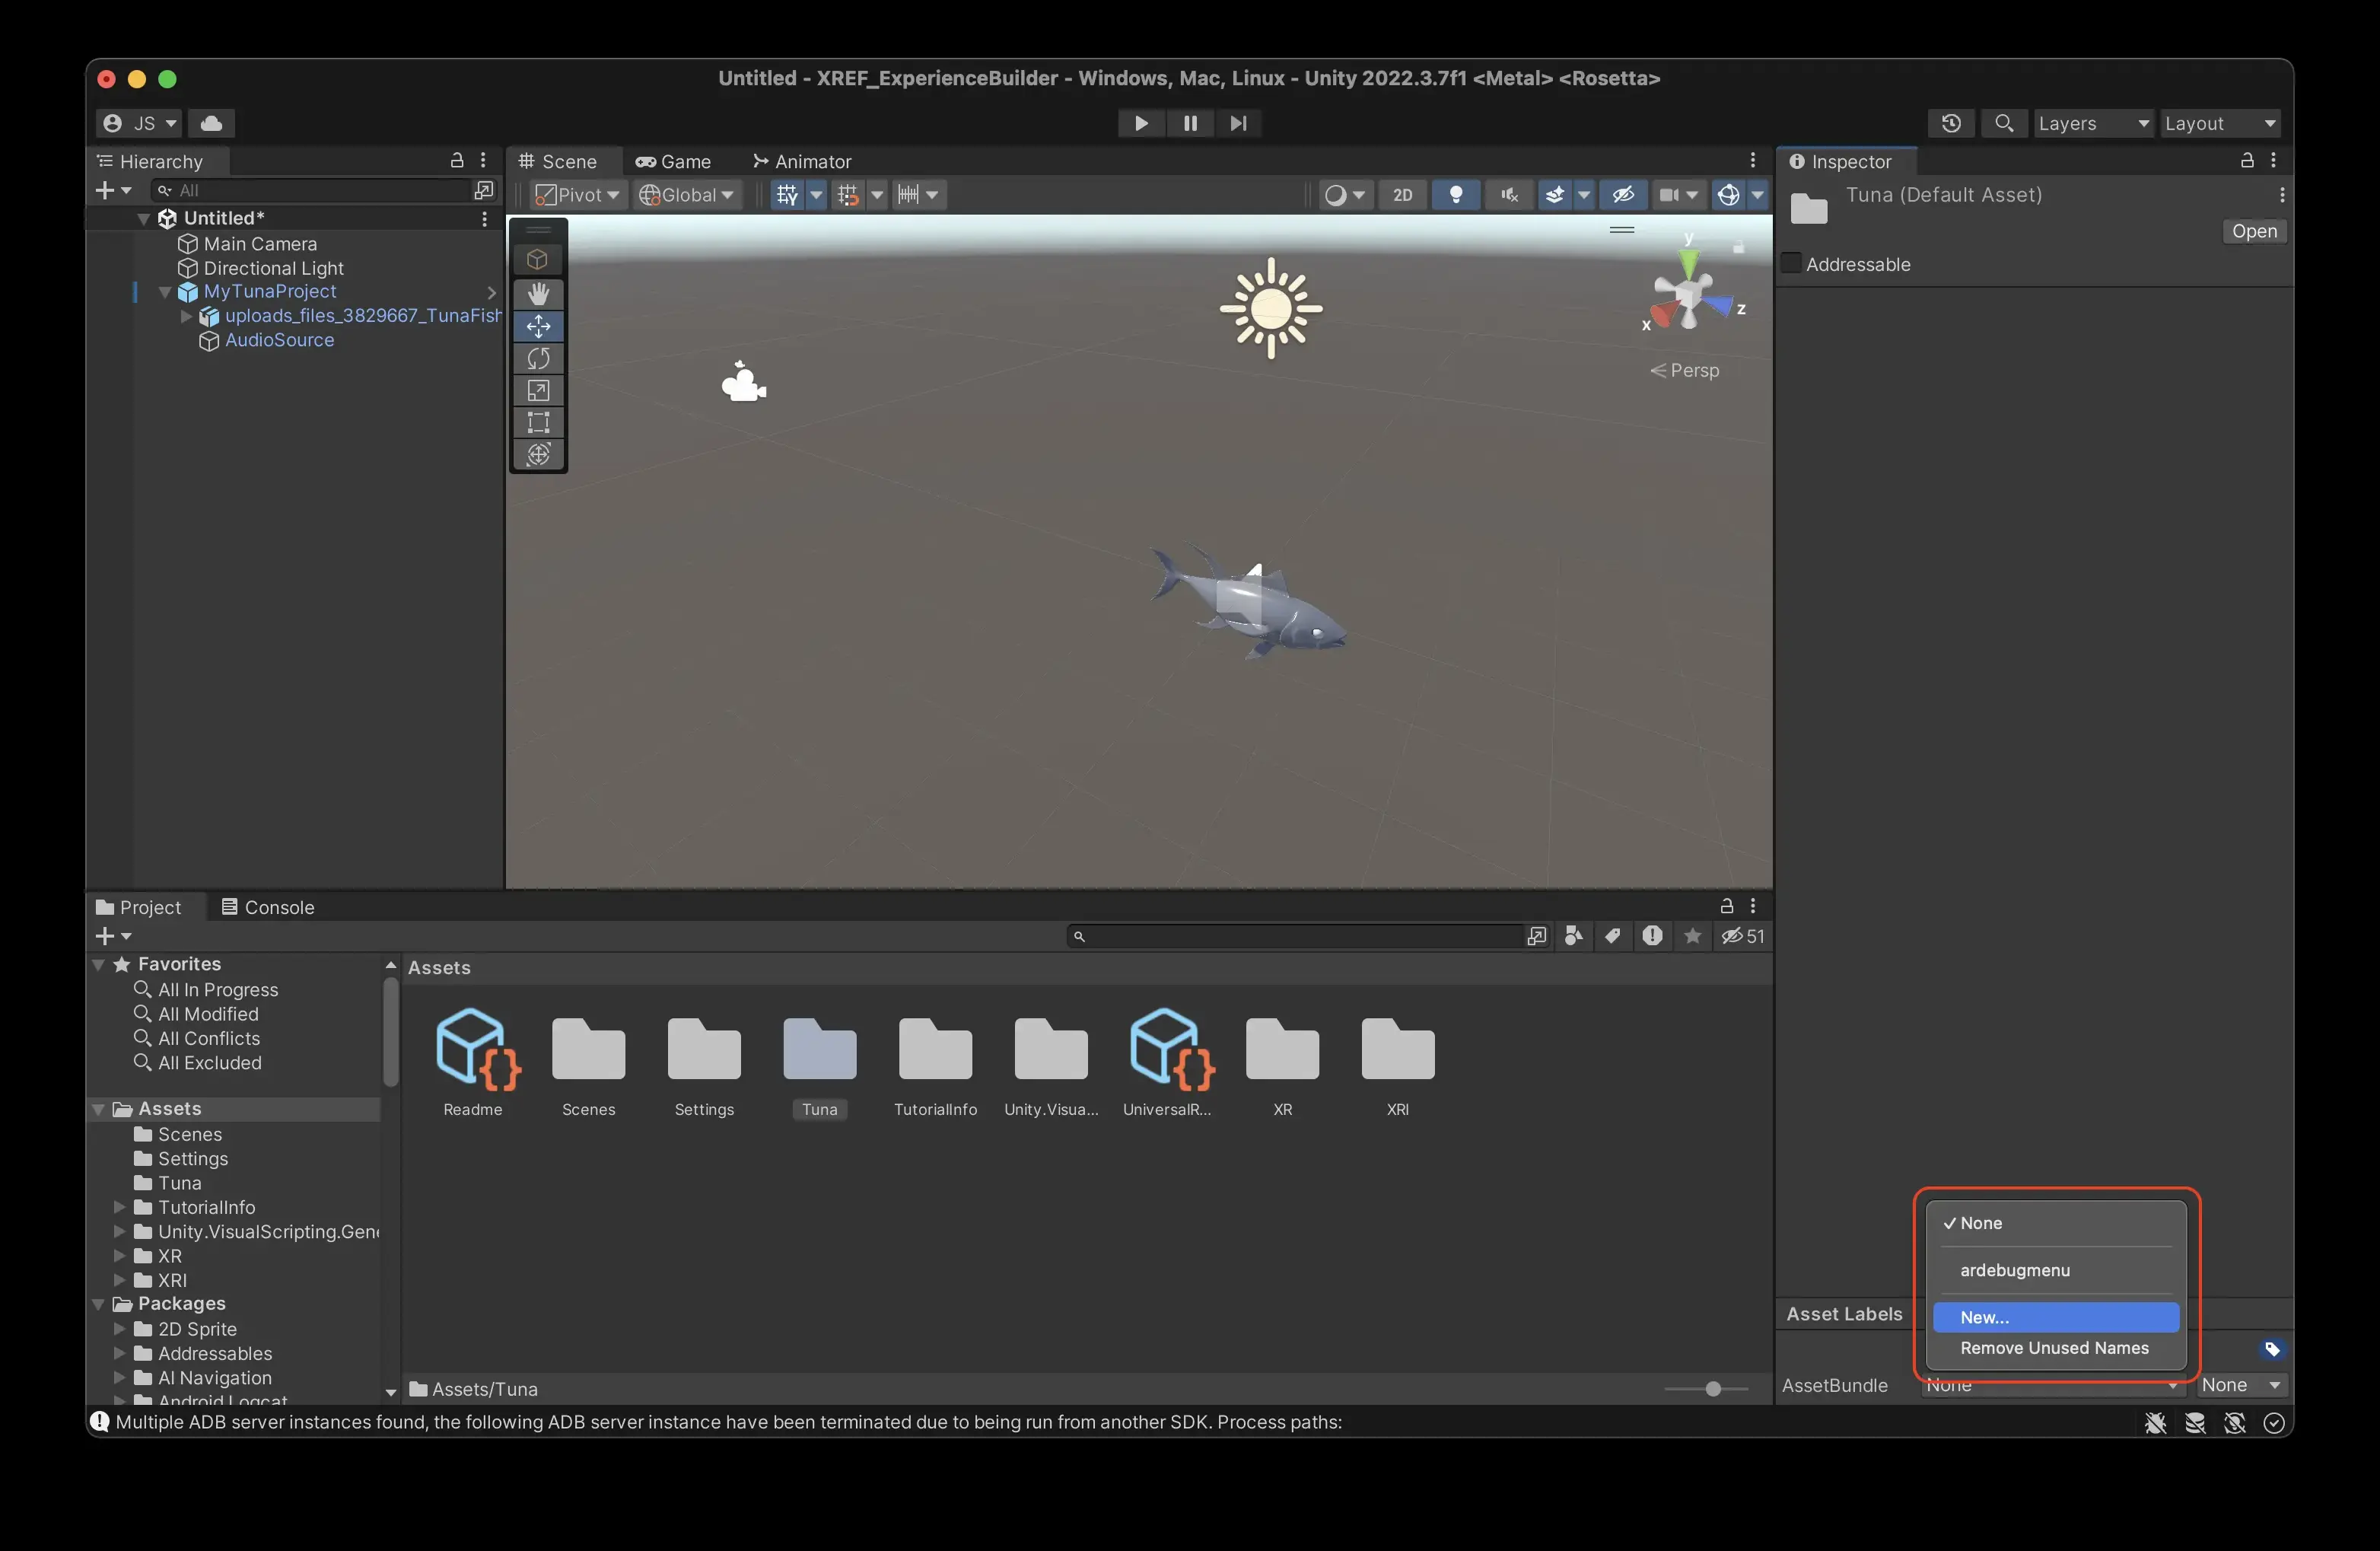 Untitled - XREF_ExperienceBuilder - Windows, Mac, Linux - Unity 2022.3.7f1 <Metal> <Rosetta>
JS
Layers
Layout
Hierarchy
All
Untitled*
Main Camera
Directional Light
MyTunaProject
uploads_files_3829667_TunaFish
AudioSource
Scene
Game
Animator
Pivot
Global
2D
y
x
z
Persp
Inspector
Tuna (Default Asset)
Open
Addressable
Project
Console
51
Favorites
All In Progress
All Modified
All Conflicts
All Excluded
Assets
Scenes
Settings
Tuna
TutorialInfo
Unity.VisualScripting.Gene
XR
XRI
Packages
2D Sprite
Addressables
AI Navigation
Android Logcat
Assets
Readme
Scenes
Settings
Tuna
TutorialInfo
Unity.Visua...
UniversalR...
XR
XRI
Assets/Tuna
None
ardebugmenu
New...
Remove Unused Names
Asset Labels
AssetBundle
None
None
Multiple ADB server instances found, the following ADB server instance have been terminated due to being run from another SDK. Process paths: